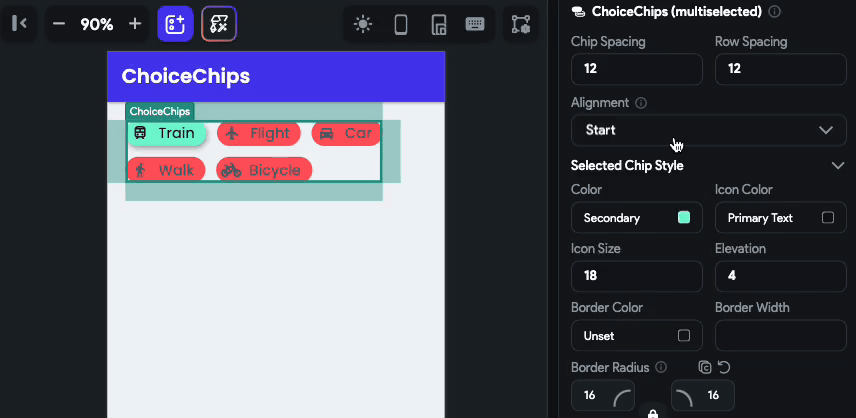 90%
ChoiceChips
ChoiceChips
Train
Flight
Car
Walk
Bicycle
ChoiceChips (multiselected)
Chip Spacing
Row Spacing
12
12
Alignment
Start
Selected Chip Style
Color
Icon Color
Secondary
Primary Text
Icon Size
Elevation
18
4
Border Color
Border Width
Unset
Border Radius
16
16